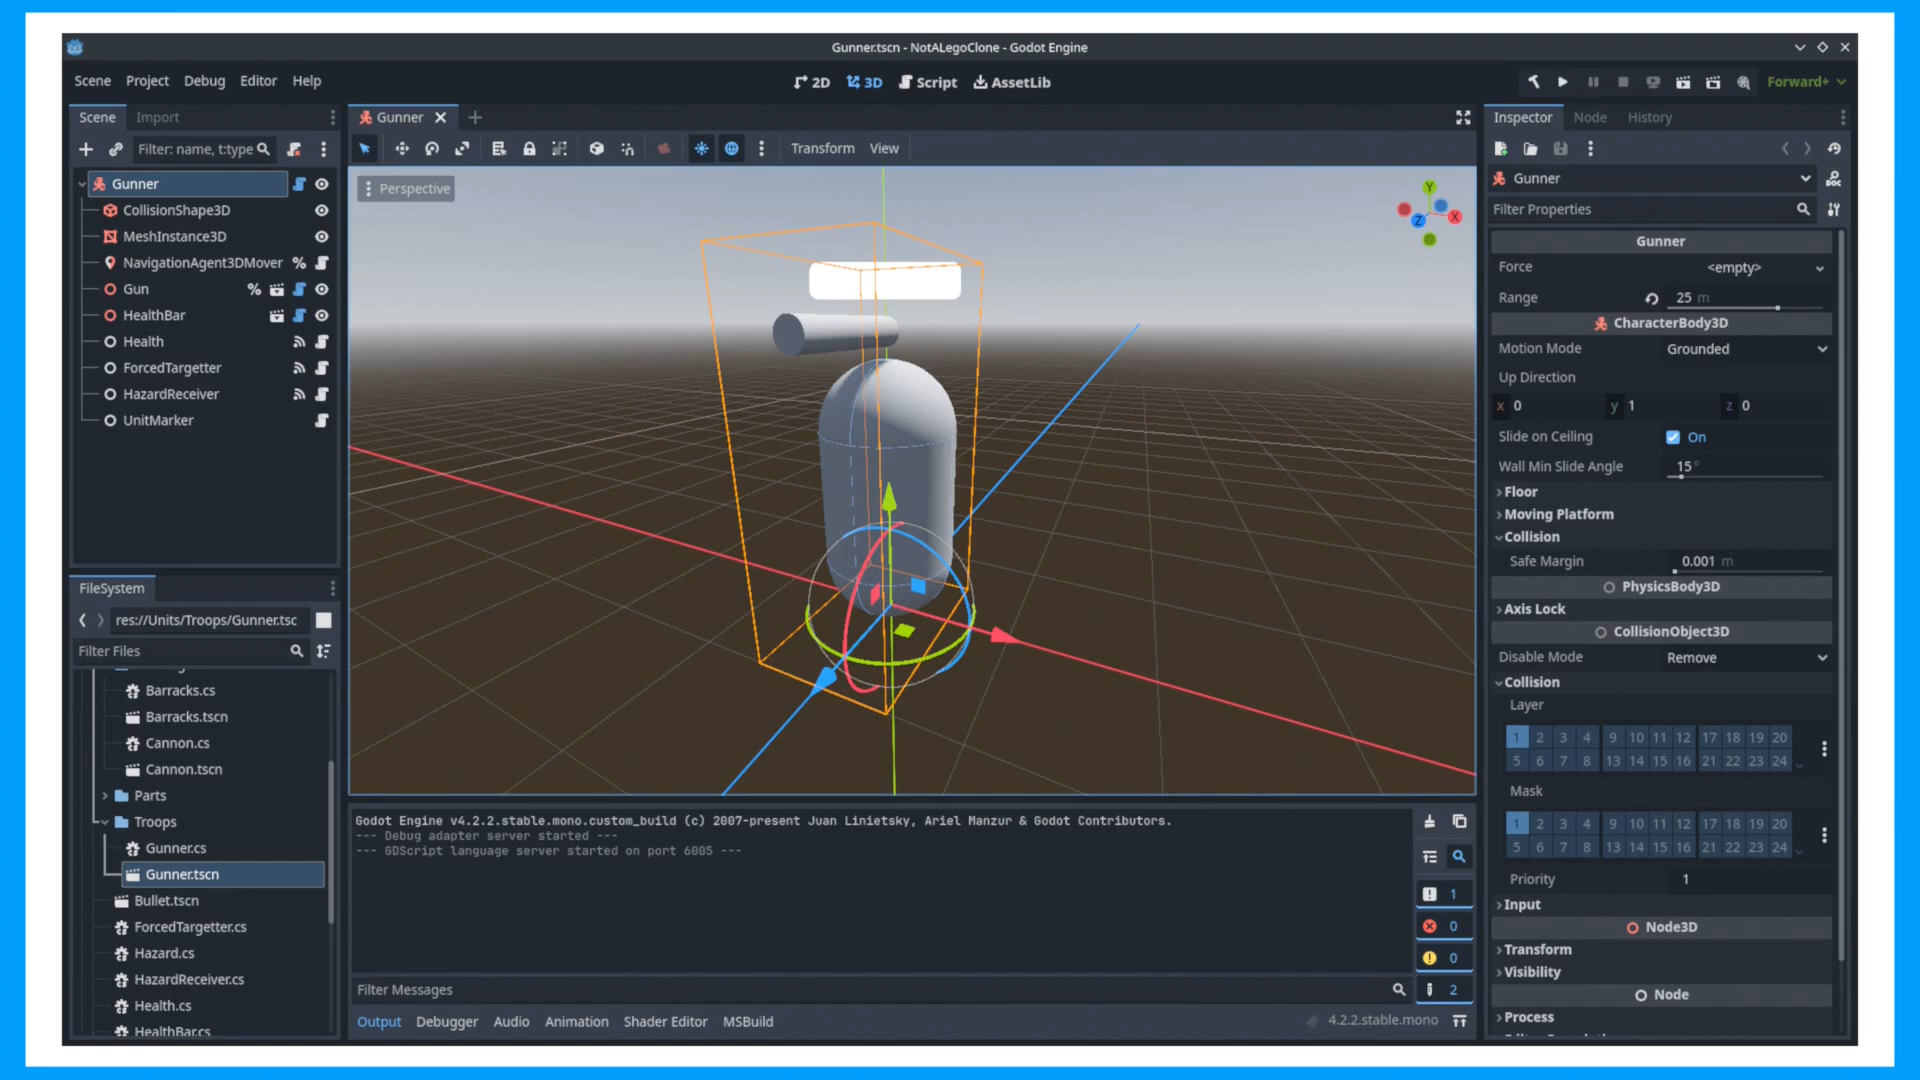 Gunner.tscn - NotALegoClone - Godot Engine
Scene Project Debug Editor Help
2D 3D Script AssetLib
Forward+
Scene Import
Filter: name, t:type
Gunner
CollisionShape3D
MeshInstance3D
NavigationAgent3DMover %
Gun %
HealthBar
Health
ForcedTargetter
HazardReceiver
UnitMarker
FileSystem
res://Units/Troops/Gunner.tsc
Filter Files
Barracks.cs
Barracks.tscn
Cannon.cs
Cannon.tscn
Parts
Troops
Gunner.cs
Gunner.tscn
Bullet.tscn
ForcedTargetter.cs
Hazard.cs
HazardReceiver.cs
Health.cs
HealthBar.cs
Gunner
Transform View
Perspective
Y
X
Z
Godot Engine v4.2.2.stable.mono.custom_build (c) 2007-present Juan Linietsky, Ariel Manzur & Godot Contributors.
--- Debug adapter server started ---
--- GDScript language server started on port 6005 ---
1
0
0
2
Filter Messages
Output Debugger Audio Animation Shader Editor MSBuild
4.2.2.stable.mono
Inspector Node History
Gunner
DOC
Filter Properties
Gunner
Force <empty>
Range 25 m
CharacterBody3D
Motion Mode Grounded
Up Direction
x 0 y 1 z 0
Slide on Ceiling On
Wall Min Slide Angle 15 °
Floor
Moving Platform
Collision
Safe Margin 0.001 m
PhysicsBody3D
Axis Lock
CollisionObject3D
Disable Mode Remove
Collision
Layer
1 2 3 4 9 10 11 12 17 18 19 20
5 6 7 8 13 14 15 16 21 22 23 24
Mask
1 2 3 4 9 10 11 12 17 18 19 20
5 6 7 8 13 14 15 16 21 22 23 24
Priority 1
Input
Node3D
Transform
Visibility
Node
Process